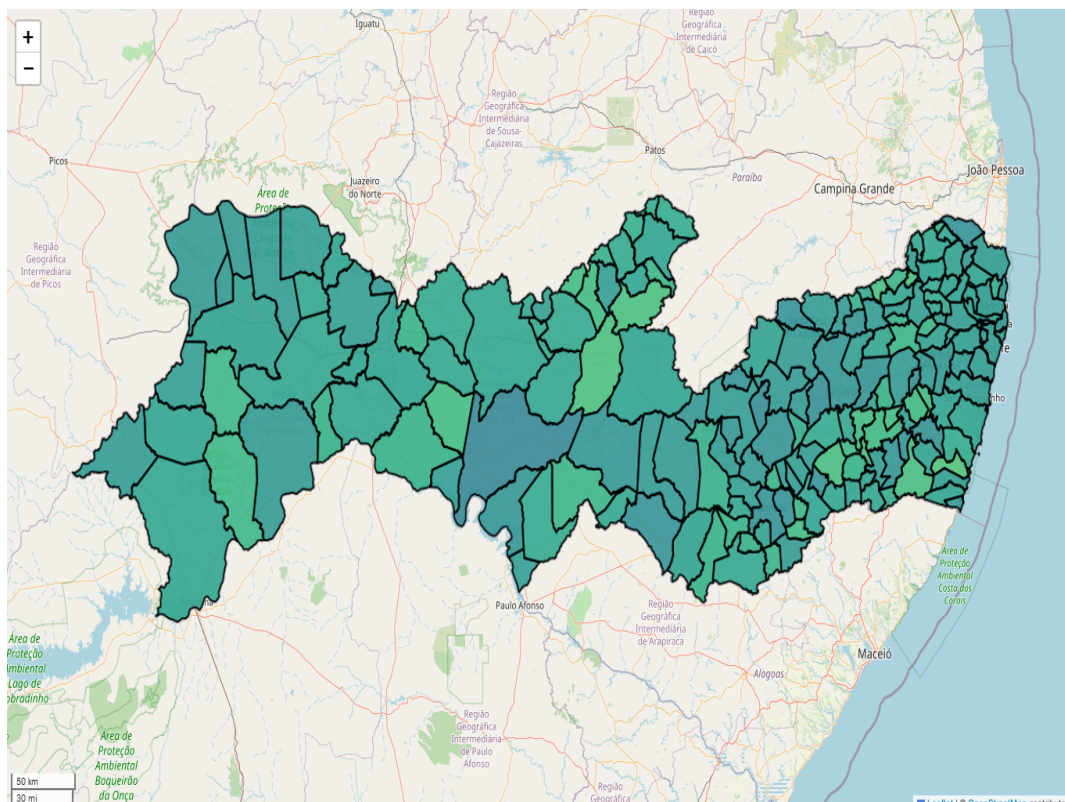 +
−
Iguatu
Região
Geográfica
Intermediária
de Caicó
Região
Geográfica
Intermediária
de Sousa-
Cajazeiras
Picos
Patos
Juazeiro
do Norte
Paraíba
João Pessoa
Campina Grande
Área de
Região
Geográfica
Intermediária
de Picos
Paulo Afonso
Região
Geográfica
Intermediária
de Arapiraca
Área de
Proteção
Ambiental
Costa dos
Corais
Maceió
Alagoas
Área de
Proteção
Ambiental
Lago de
Região
Geográfica
Intermediária
de Paulo
Afonso
Área de
Proteção
Ambiental
Boqueirão
da Onça
50 km
30 mi